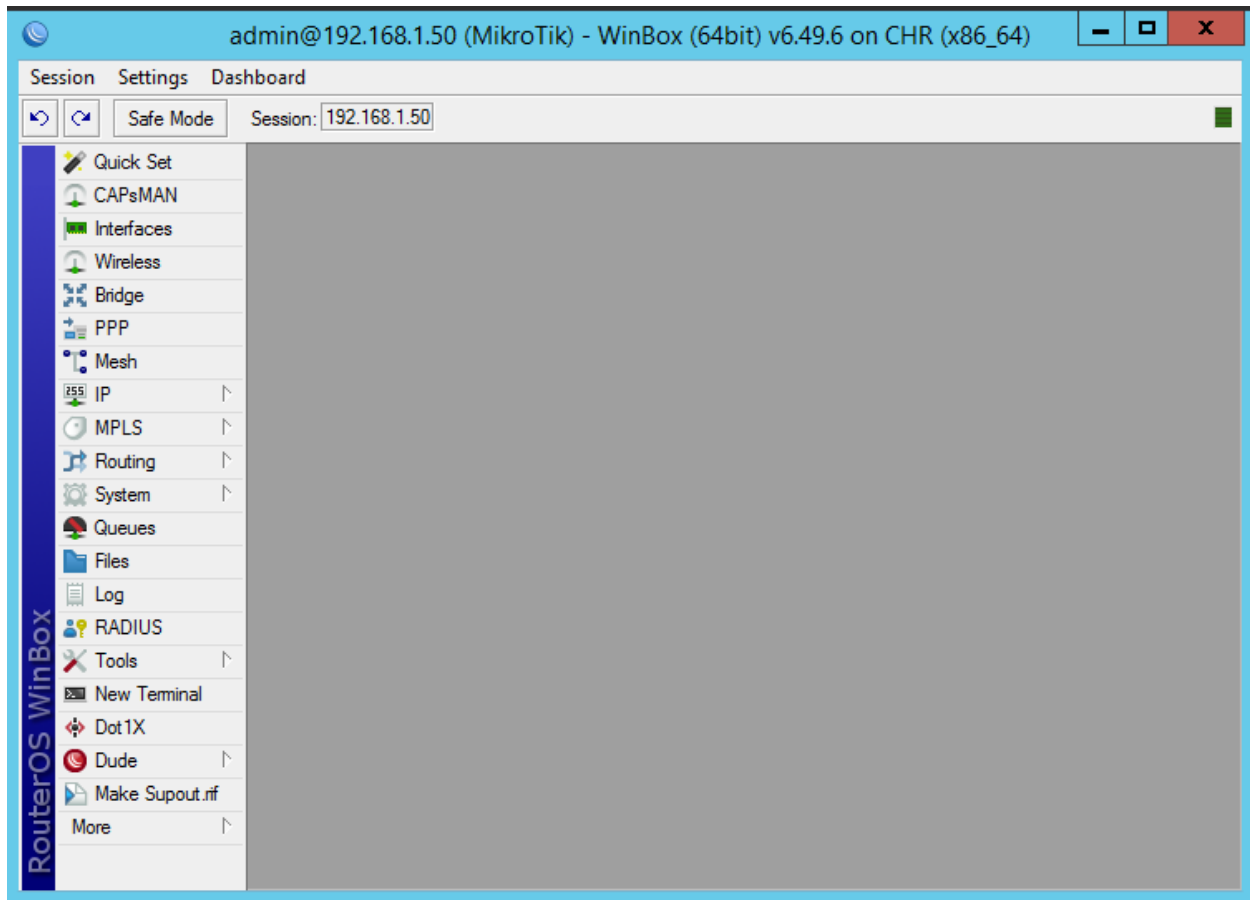 admin@192.168.1.50 (MikroTik) - WinBox (64bit) v6.49.6 on CHR (x86_64)
Session Settings Dashboard
Safe Mode Session: 192.168.1.50
Quick Set
CAPsMAN
Interfaces
Wireless
Bridge
PPP
Mesh
255 IP
MPLS
Routing
System
Queues
Files
Log
RADIUS
Tools
New Terminal
Dot1X
Dude
Make Supout.rif
More
RouterOS WinBox